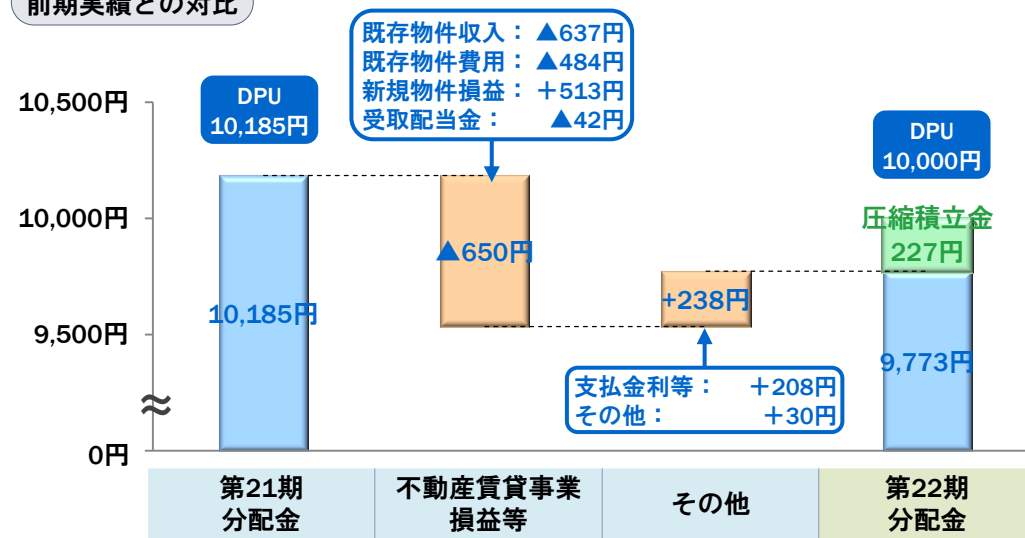 前期実績との対比
既存物件収入： ▲637円
既存物件費用： ▲484円
新規物件損益： ＋513円
受取配当金： ▲42円
DPU
10,185円
DPU
10,000円
10,500円
10,000円
9,500円
0円
≈
10,185円
▲650円
+238円
圧縮積立金
227円
9,773円
支払金利等： ＋208円
その他： ＋30円
第21期
分配金
不動産賃貸事業
損益等
その他
第22期
分配金